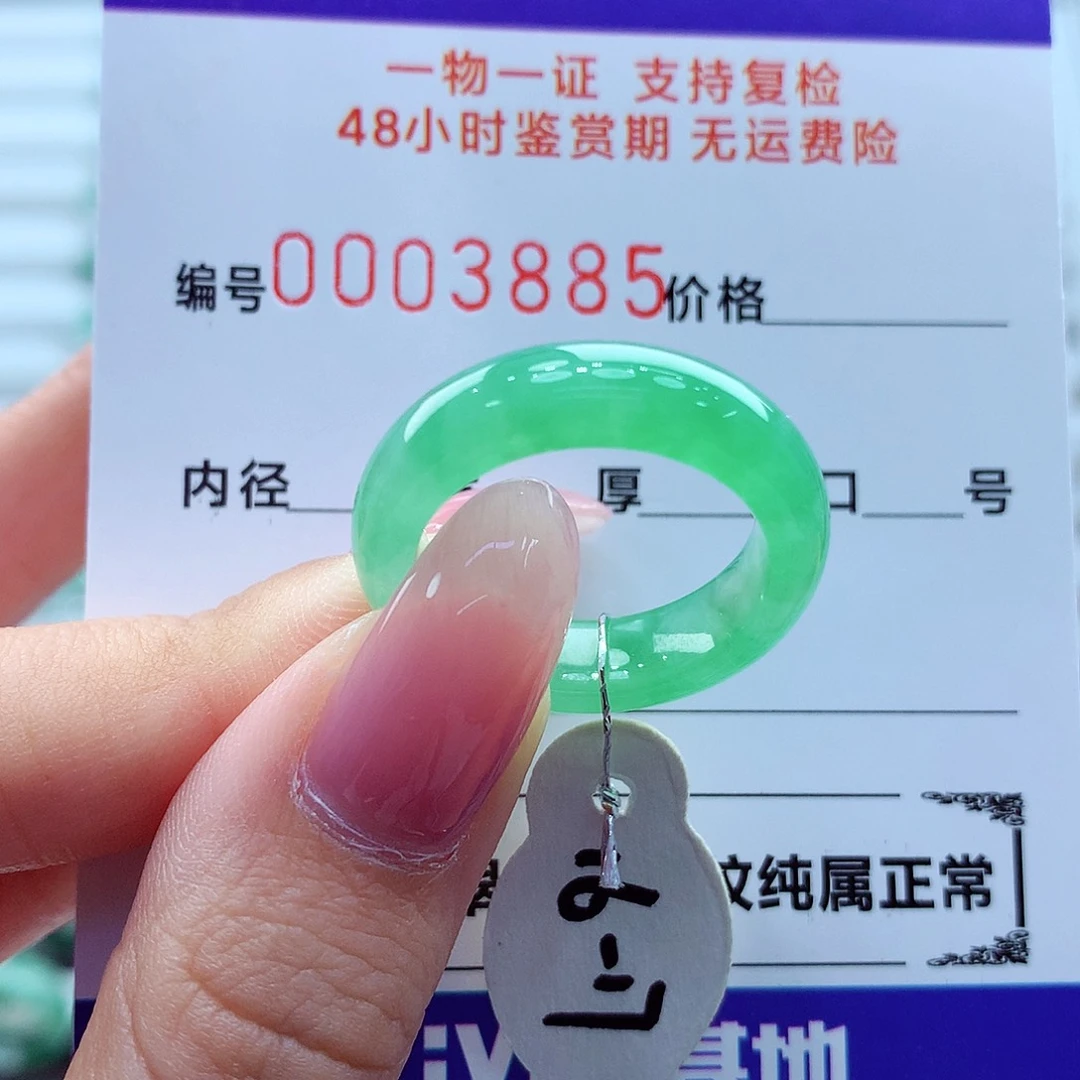 一物一证 支持复检
48小时鉴赏期 无运费险
编号0003885价格
内径 厚 口 号
纹纯属正常
基地